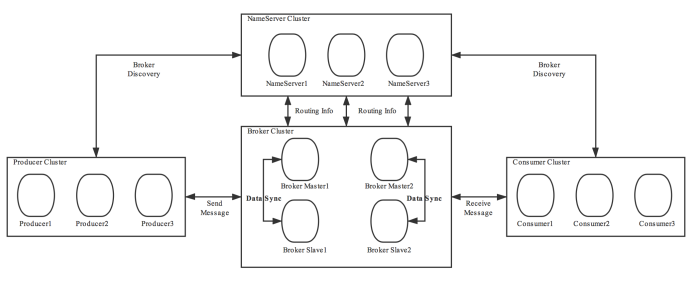 NameServer Cluster
NameServer1 NameServer2 NameServer3
Broker
Discovery
Broker
Discovery
Routing Info Routing Info
Broker Cluster
Broker Master1 Broker Master2
Data Sync Data Sync
Broker Slave1 Broker Slave2
Producer Cluster
Producer1 Producer2 Producer3
Send
Message
Receive
Message
Consumer Cluster
Consumer1 Consumer2 Consumer3